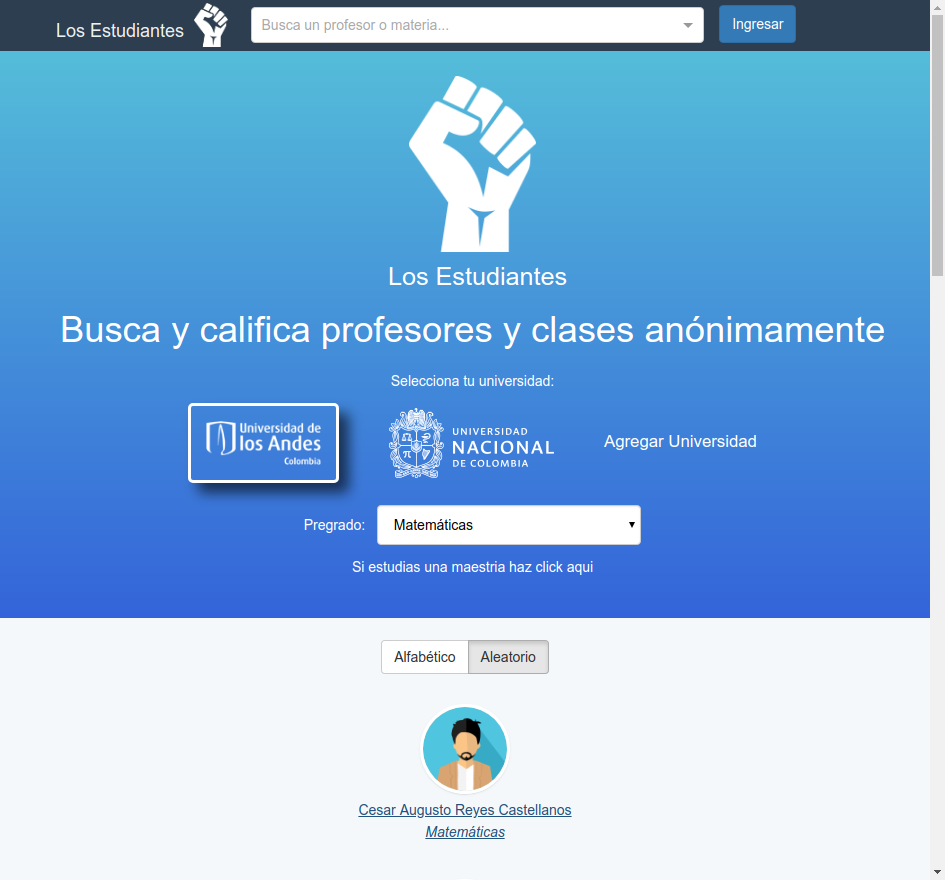 Los Estudiantes
Busca un profesor o materia...
Ingresar
Los Estudiantes
Busca y califica profesores y clases anónimamente
Selecciona tu universidad:
Universidad de
los Andes
Colombia
UNIVERSIDAD
NACIONAL
DE COLOMBIA
Agregar Universidad
Pregrado:
Matemáticas
Si estudias una maestria haz click aqui
Alfabético
Aleatorio
Cesar Augusto Reyes Castellanos
Matemáticas